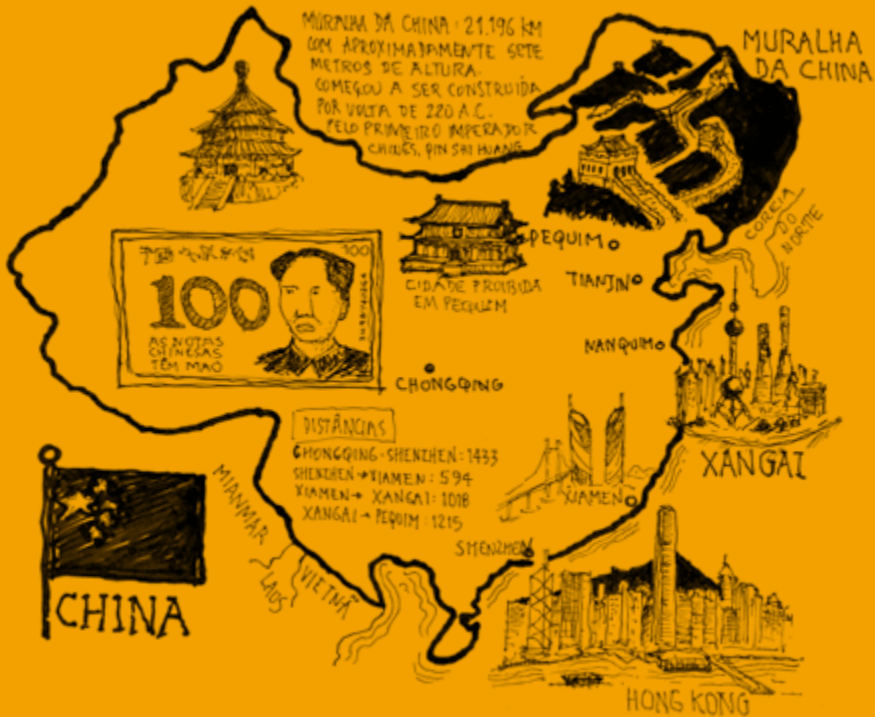 MURALHA DA CHINA: 21.196 KM
COM APROXIMADAMENTE SETE
METROS DE ALTURA.
COMEÇOU A SER CONSTRUÍDA
POR VOLTA DE 220 A.C.
PELO PRIMEIRO IMPERADOR
CHINÊS, QIN SHI HUANG
MURALHA
DA CHINA
COREIA
DO
NORTE
PEQUIM
CIDADE PROIBIDA
EM PEQUIM
TIANJIN
100
100
AS NOTAS
CHINESAS
TÊM MAO
NANQUIM
CHONGQING
XANGAI
DISTÂNCIAS
CHONGQING-SHENZHEN: 1433
SHENZHEN → XIAMEN: 594
XIAMEN → XANGAI: 1018
XANGAI → PEQUIM: 1215
XIAMEN
SHENZHEN
MIANMAR
LAOS
VIETNÃ
CHINA
HONG KONG